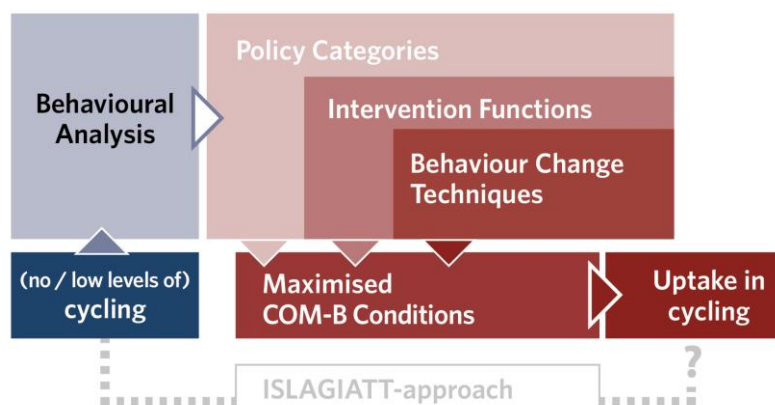 Policy Categories
Behavioural
Analysis
Intervention Functions
Behaviour Change
Techniques
(no / low levels of)
cycling
Maximised
COM-B Conditions
Uptake in
cycling
?
ISLAGIATT-approach